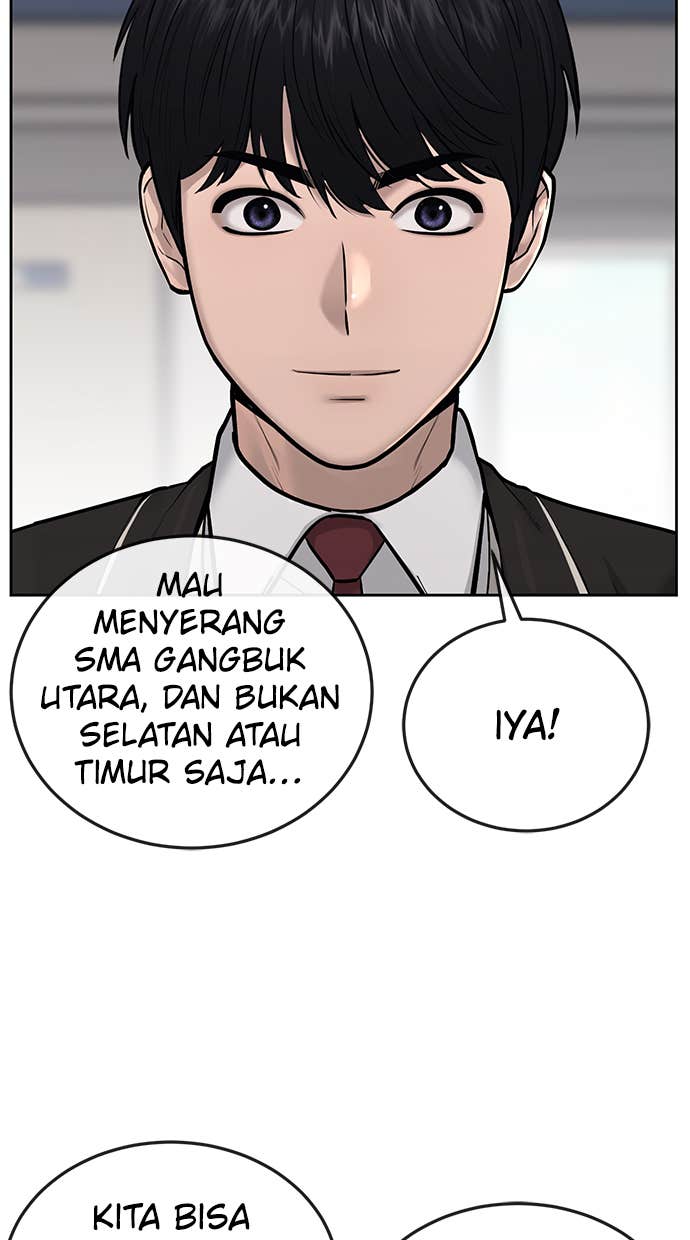 MAU
MENYERANG
SMA GANGBUK
UTARA, DAN BUKAN
SELATAN ATAU
TIMUR SAJA...
IYA!
KITA BISA